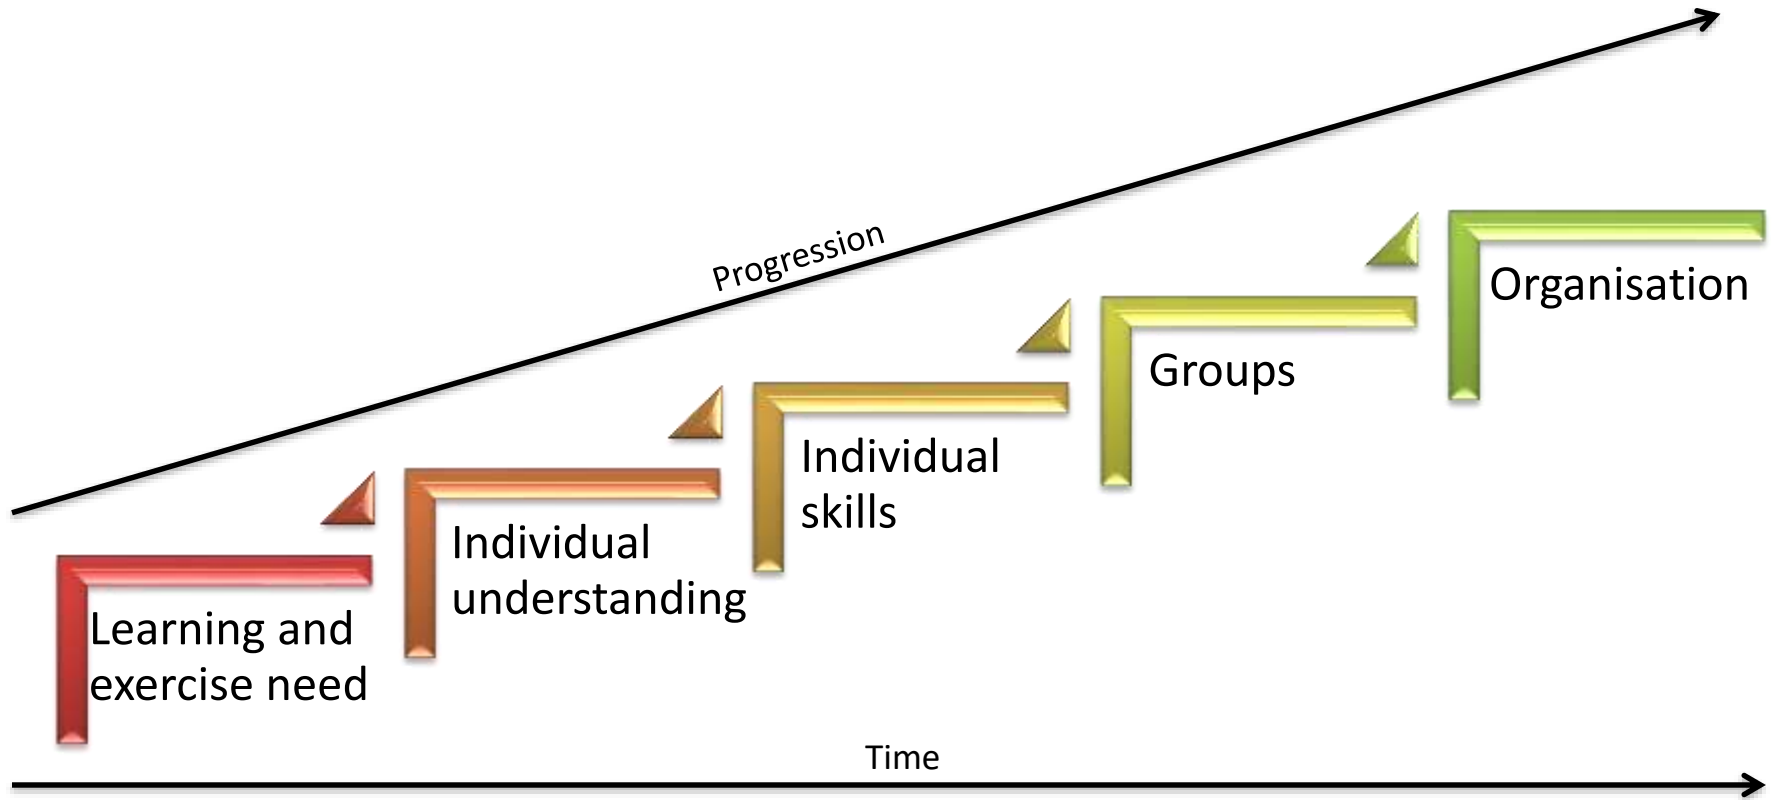 Progression
Learning and
exercise need
Individual
understanding
Individual
skills
Groups
Organisation
Time